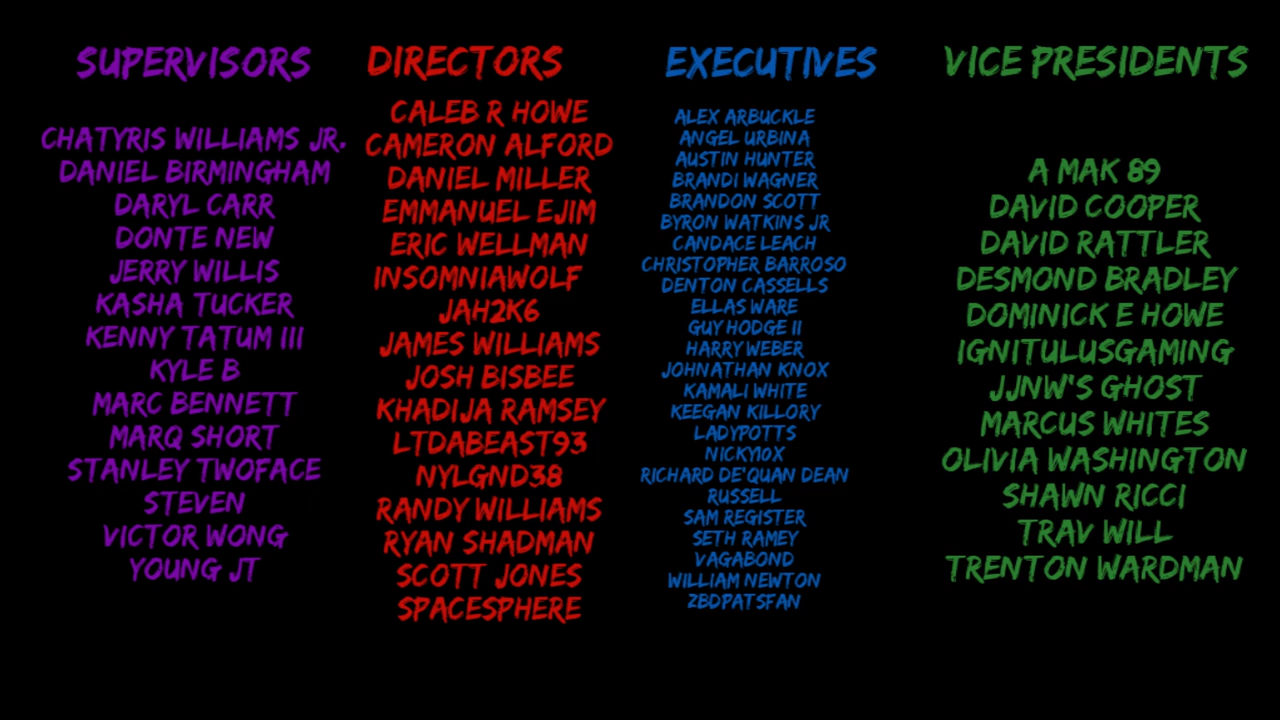 SUPERVISORS
CHATYRIS WILLIAMS JR.
DANIEL BIRMINGHAM
DARYL CARR
DONTE NEW
JERRY WILLIS
KASHA TUCKER
KENNY TATUM III
KYLE B
MARC BENNETT
MARQ SHORT
STANLEY TWOFACE
STEVEN
VICTOR WONG
YOUNG JT
DIRECTORS
CALEB R HOWE
CAMERON ALFORD
DANIEL MILLER
EMMANUEL EJIM
ERIC WELLMAN
INSOMNIAWOLF
JAH2K6
JAMES WILLIAMS
JOSH BISBEE
KHADIJA RAMSEY
LTDABEAST93
NYLGND38
RANDY WILLIAMS
RYAN SHADMAN
SCOTT JONES
SPACESPHERE
EXECUTIVES
ALEX ARBUCKLE
ANGEL URBINA
AUSTIN HUNTER
BRANDI WAGNER
BRANDON SCOTT
BYRON WATKINS JR
CANDACE LEACH
CHRISTOPHER BARROSO
DENTON CASSELLS
ELLAS WARE
GUY HODGE II
HARRY WEBER
JOHNATHAN KNOX
KAMALI WHITE
KEEGAN KILLORY
LADYPOTTS
NICKY10X
RICHARD DE'QUAN DEAN
RUSSELL
SAM REGISTER
SETH RAMEY
VAGABOND
WILLIAM NEWTON
ZBDPATSFAN
VICE PRESIDENTS
A MAK 89
DAVID COOPER
DAVID RATTLER
DESMOND BRADLEY
DOMINICK E HOWE
IGNITULUSGAMING
JJNW'S GHOST
MARCUS WHITES
OLIVIA WASHINGTON
SHAWN RICCI
TRAV WILL
TRENTON WARDMAN